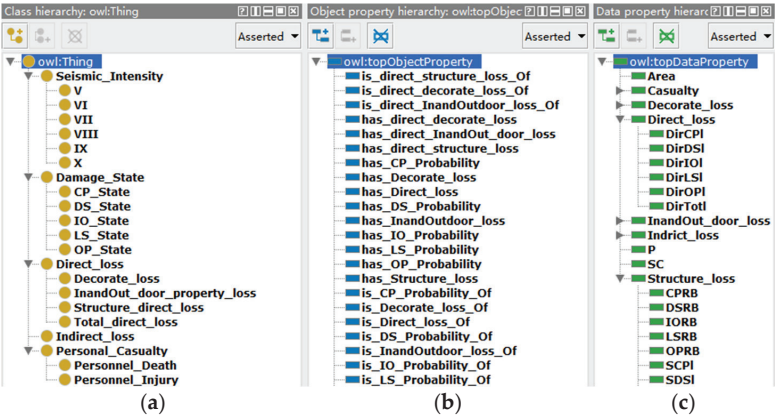 Class hierarchy: owl:Thing
Asserted
owl:Thing
Seismic_Intensity
V
VI
VII
VIII
IX
X
Damage_State
CP_State
DS_State
IO_State
LS_State
OP_State
Direct_loss
Decorate_loss
InandOut_door_property_loss
Structure_direct_loss
Total_direct_loss
Indirect_loss
Personal_Casualty
Personnel_Death
Personnel_Injury
(a)
Object property hierarchy: owl:topObjec
Asserted
owl:topObjectProperty
is_direct_structure_loss_Of
is_direct_decorate_loss_Of
is_direct_InandOutdoor_loss_Of
has_direct_decorate_loss
has_direct_InandOut_door_loss
has_direct_structure_loss
has_CP_Probability
has_Decorate_loss
has_Direct_loss
has_DS_Probability
has_InandOutdoor_loss
has_IO_Probability
has_LS_Probability
has_OP_Probability
has_Structure_loss
is_CP_Probability_Of
is_Decorate_loss_Of
is_Direct_loss_Of
is_DS_Probability_Of
is_InandOutdoor_loss_Of
is_IO_Probability_Of
is_LS_Probability_Of
(b)
Data property hierarc
Asserted
owl:topDataProperty
Area
Casualty
Decorate_loss
Direct_loss
DirCPl
DirDSl
DirIOl
DirLSl
DirOPl
DirTotl
InandOut_door_loss
Indrict_loss
P
SC
Structure_loss
CPRB
DSRB
IORB
LSRB
OPRB
SCPl
SDSl
(c)